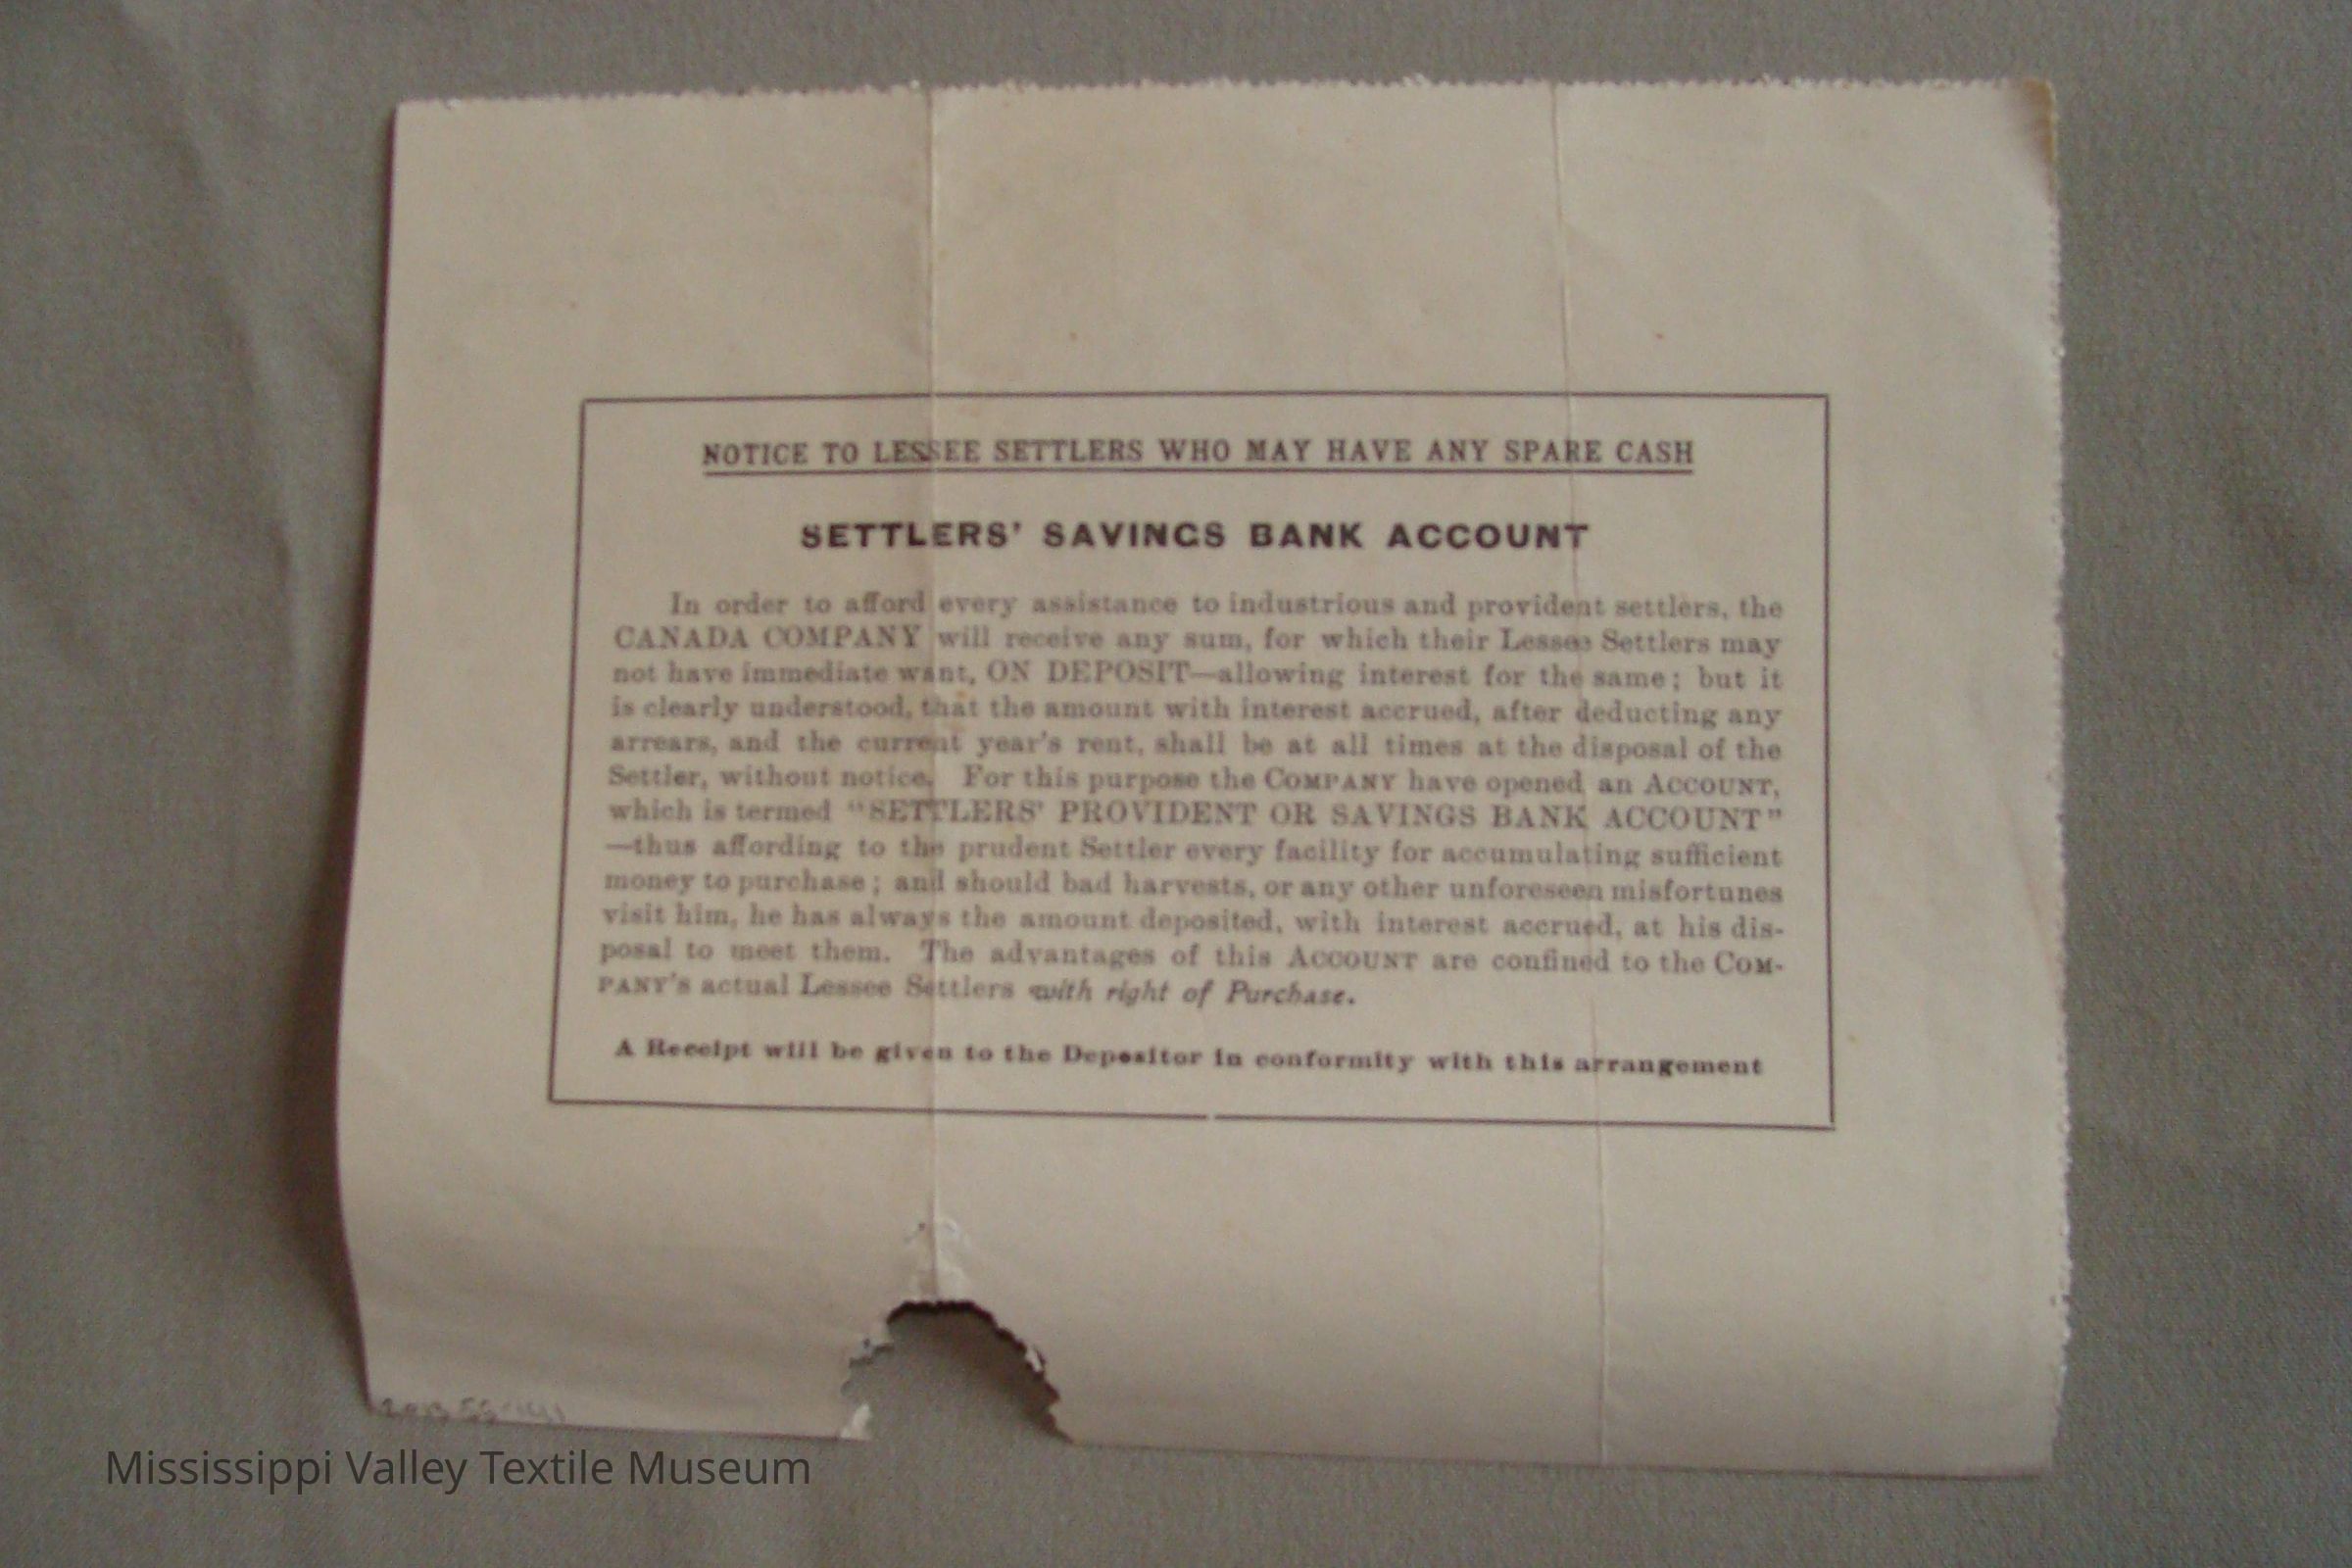 NOTICE TO LESSEE SETTLERS WHO MAY HAVE ANY SPARE CASH
SETTLERS' SAVINGS BANK ACCOUNT
In order to afford every assistance to industrious and provident settlers, the
CANADA COMPANY will receive any sum, for which their Lessee Settlers may
not have immediate want, ON DEPOSIT—allowing interest for the same; but it
is clearly understood, that the amount with interest accrued, after deducting any
arrears, and the current year's rent, shall be at all times at the disposal of the
Settler, without notice. For this purpose the COMPANY have opened an ACCOUNT,
which is termed "SETTLERS' PROVIDENT OR SAVINGS BANK ACCOUNT"
—thus affording to the prudent Settler every facility for accumulating sufficient
money to purchase; and should bad harvests, or any other unforeseen misfortunes
visit him, he has always the amount deposited, with interest accrued, at his dis-
posal to meet them. The advantages of this ACCOUNT are confined to the COM-
PANY'S actual Lessee Settlers with right of Purchase.
A Receipt will be given to the Depositor in conformity with this arrangement
Mississippi Valley Textile Museum